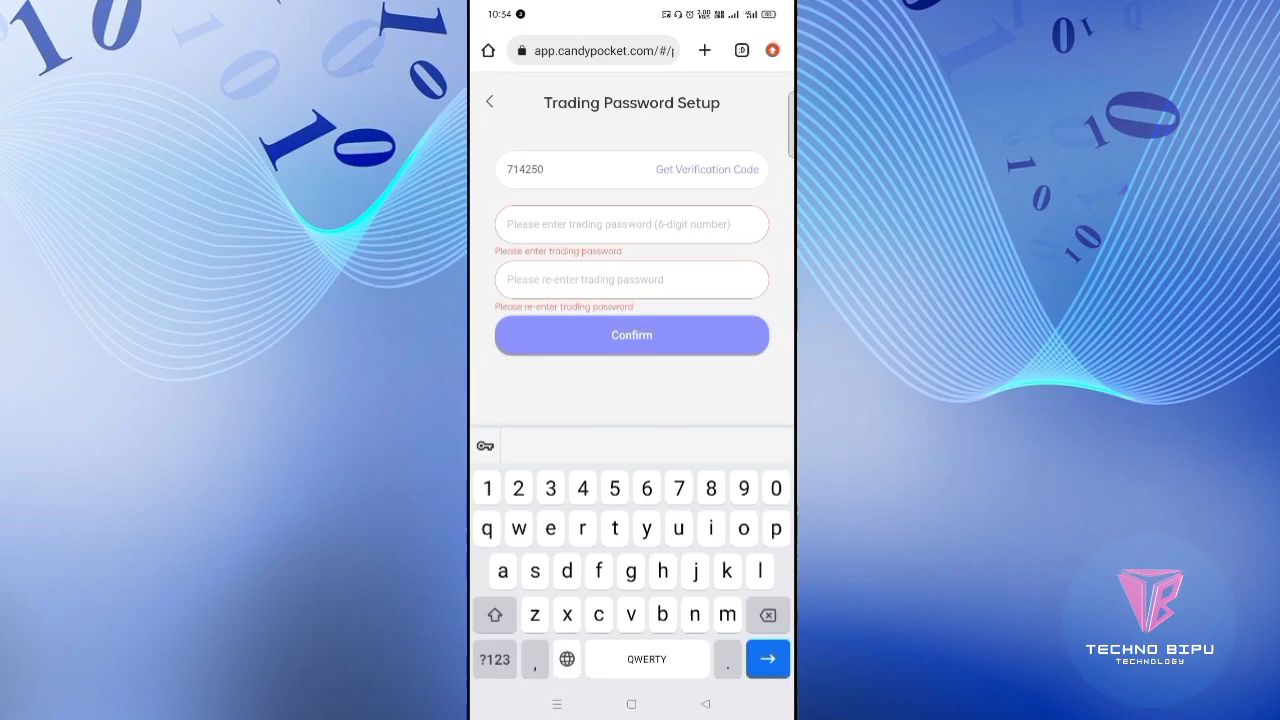 10:34
app.candypocket.com/#/p
Trading Password Setup
714250 Get Verification Code
Please enter trading password (6-digit number)
Please enter trading password
Please re-enter trading password
Please re-enter trading password
Confirm
1 2 3 4 5 6 7 8 9 0
q w e r t y u i o p
a s d f g h j k l
z x c v b n m
?123 , QWERTY .
TECHNO BIPU
TECHNOLOGY